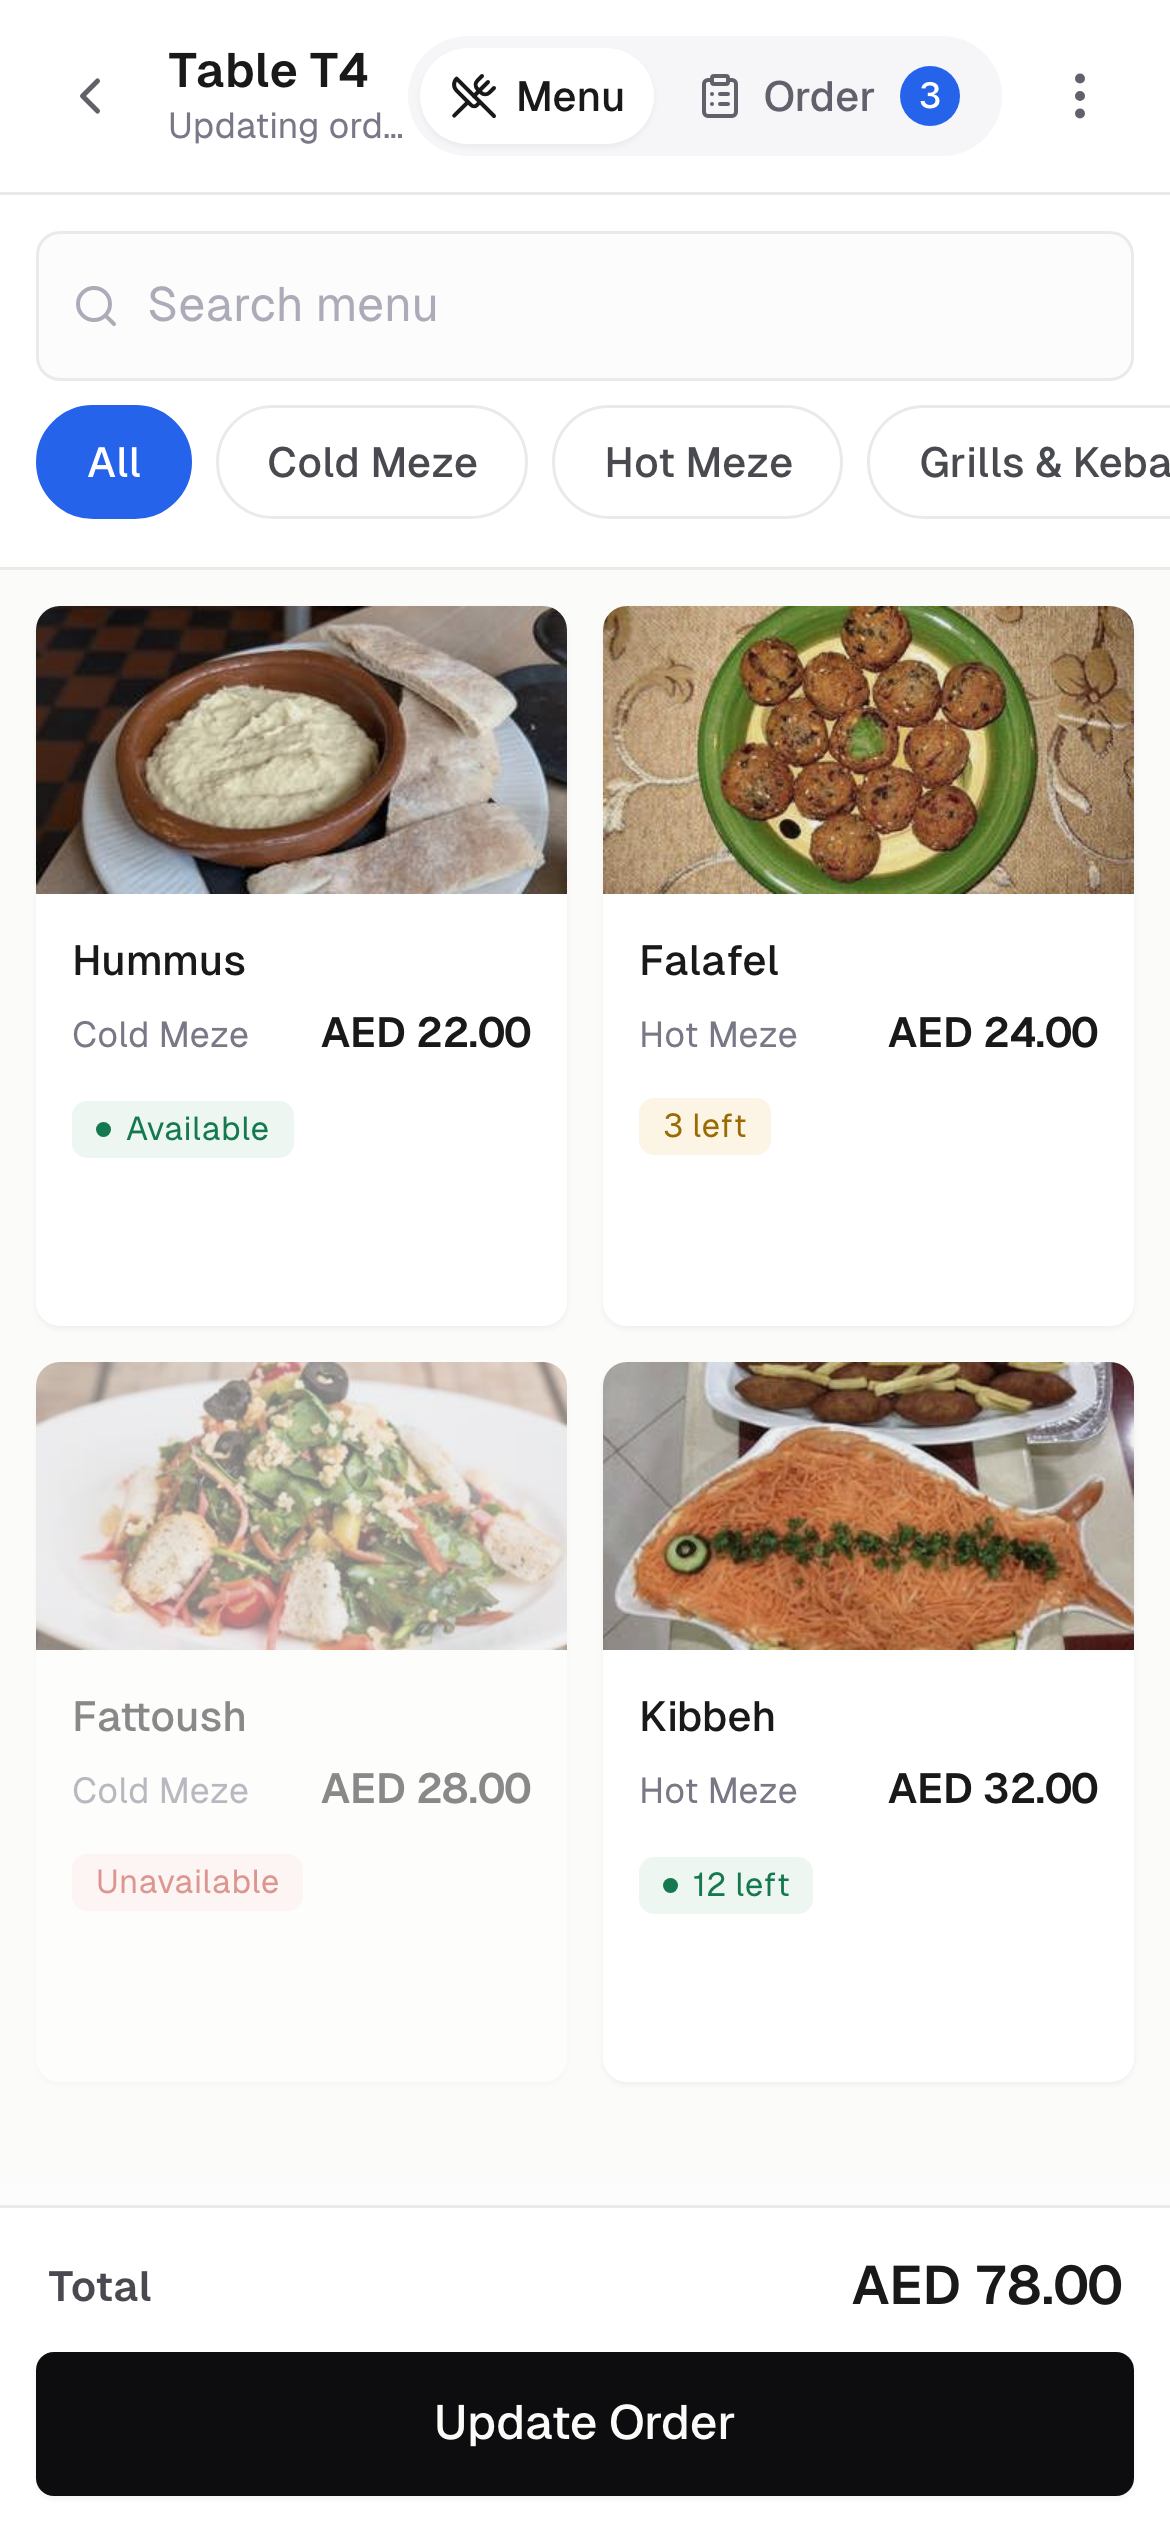 Table T4
Updating ord...
Menu
Order 3
Search menu
All
Cold Meze
Hot Meze
Grills & Keba
Hummus
Cold Meze AED 22.00
Available
Falafel
Hot Meze AED 24.00
3 left
Fattoush
Cold Meze AED 28.00
Unavailable
Kibbeh
Hot Meze AED 32.00
12 left
Total AED 78.00
Update Order